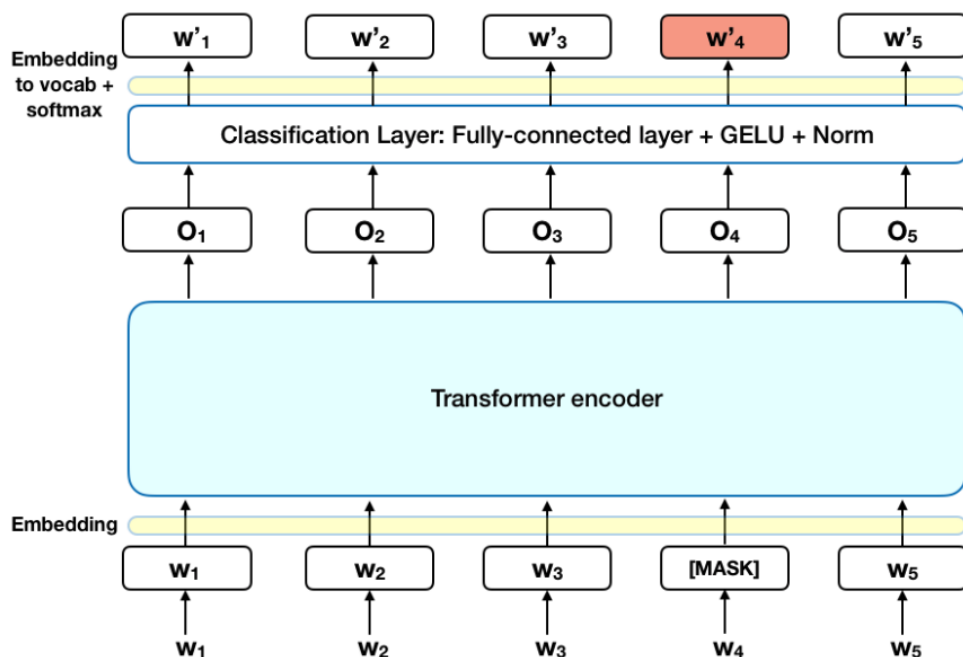 w'₁ w'₂ w'₃ w'₄ w'₅
Embedding
to vocab +
softmax
Classification Layer: Fully-connected layer + GELU + Norm
O₁ O₂ O₃ O₄ O₅
Transformer encoder
Embedding
w₁ w₂ w₃ [MASK] w₅
w₁ w₂ w₃ w₄ w₅